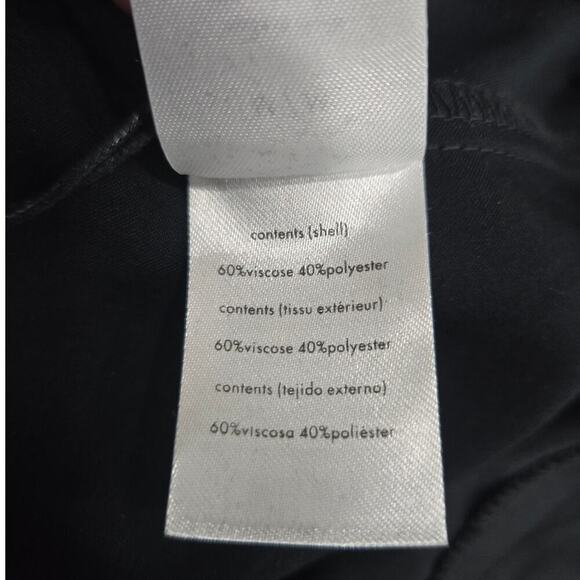 contents (shell)
60%viscose 40%polyester
contents (tissu extérieur)
60%viscose 40%polyester
contents (tejido externo)
60%viscosa 40%poliéster